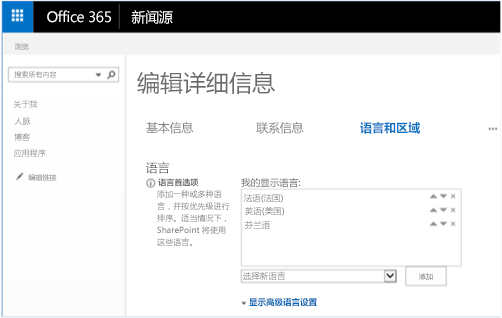 Office 365 新闻源
浏览
搜索所有内容
关于我
人脉
博客
应用程序
编辑链接
编辑详细信息
基本信息 联系信息 语言和区域 ...
语言
语言首选项
添加一种或多种语
言，并按优先级进行
排序。适当情况下，
SharePoint 将使用
这些语言。
我的显示语言:
法语(法国)
英语(美国)
芬兰语
选择新语言
添加
显示高级语言设置